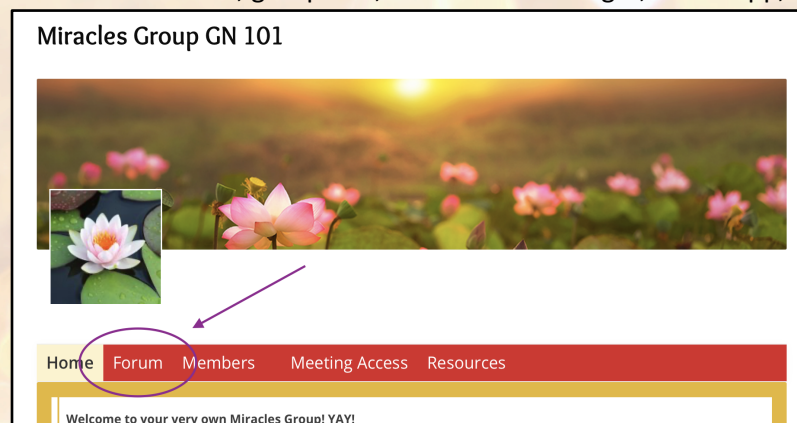 Miracles Group GN 101
Home Forum Members Meeting Access Resources
Welcome to your very own Miracles Group! YAY!